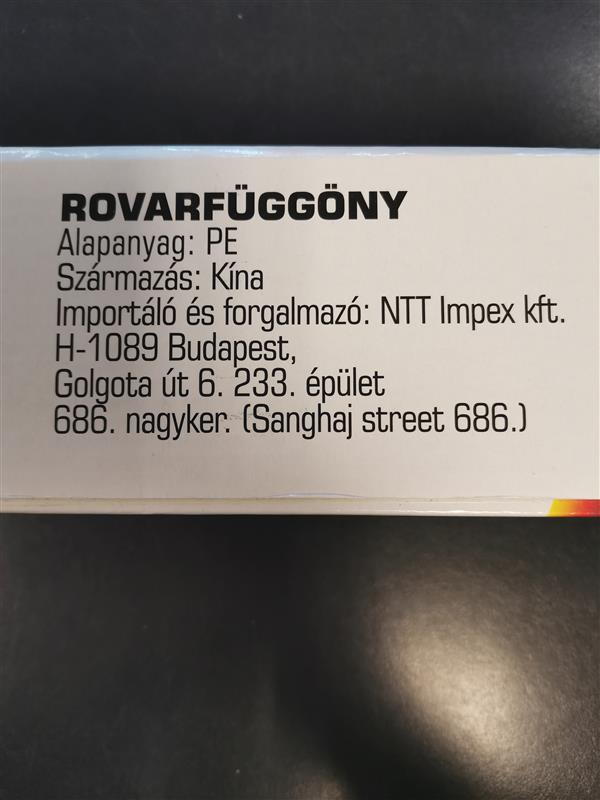 ROVARFÜGGÖNY
Alapanyag: PE
Származás: Kína
Importáló és forgalmazó: NTT Impex kft.
H-1089 Budapest,
Golgota út 6. 233. épület
686. nagyker. (Sanghaj street 686.)